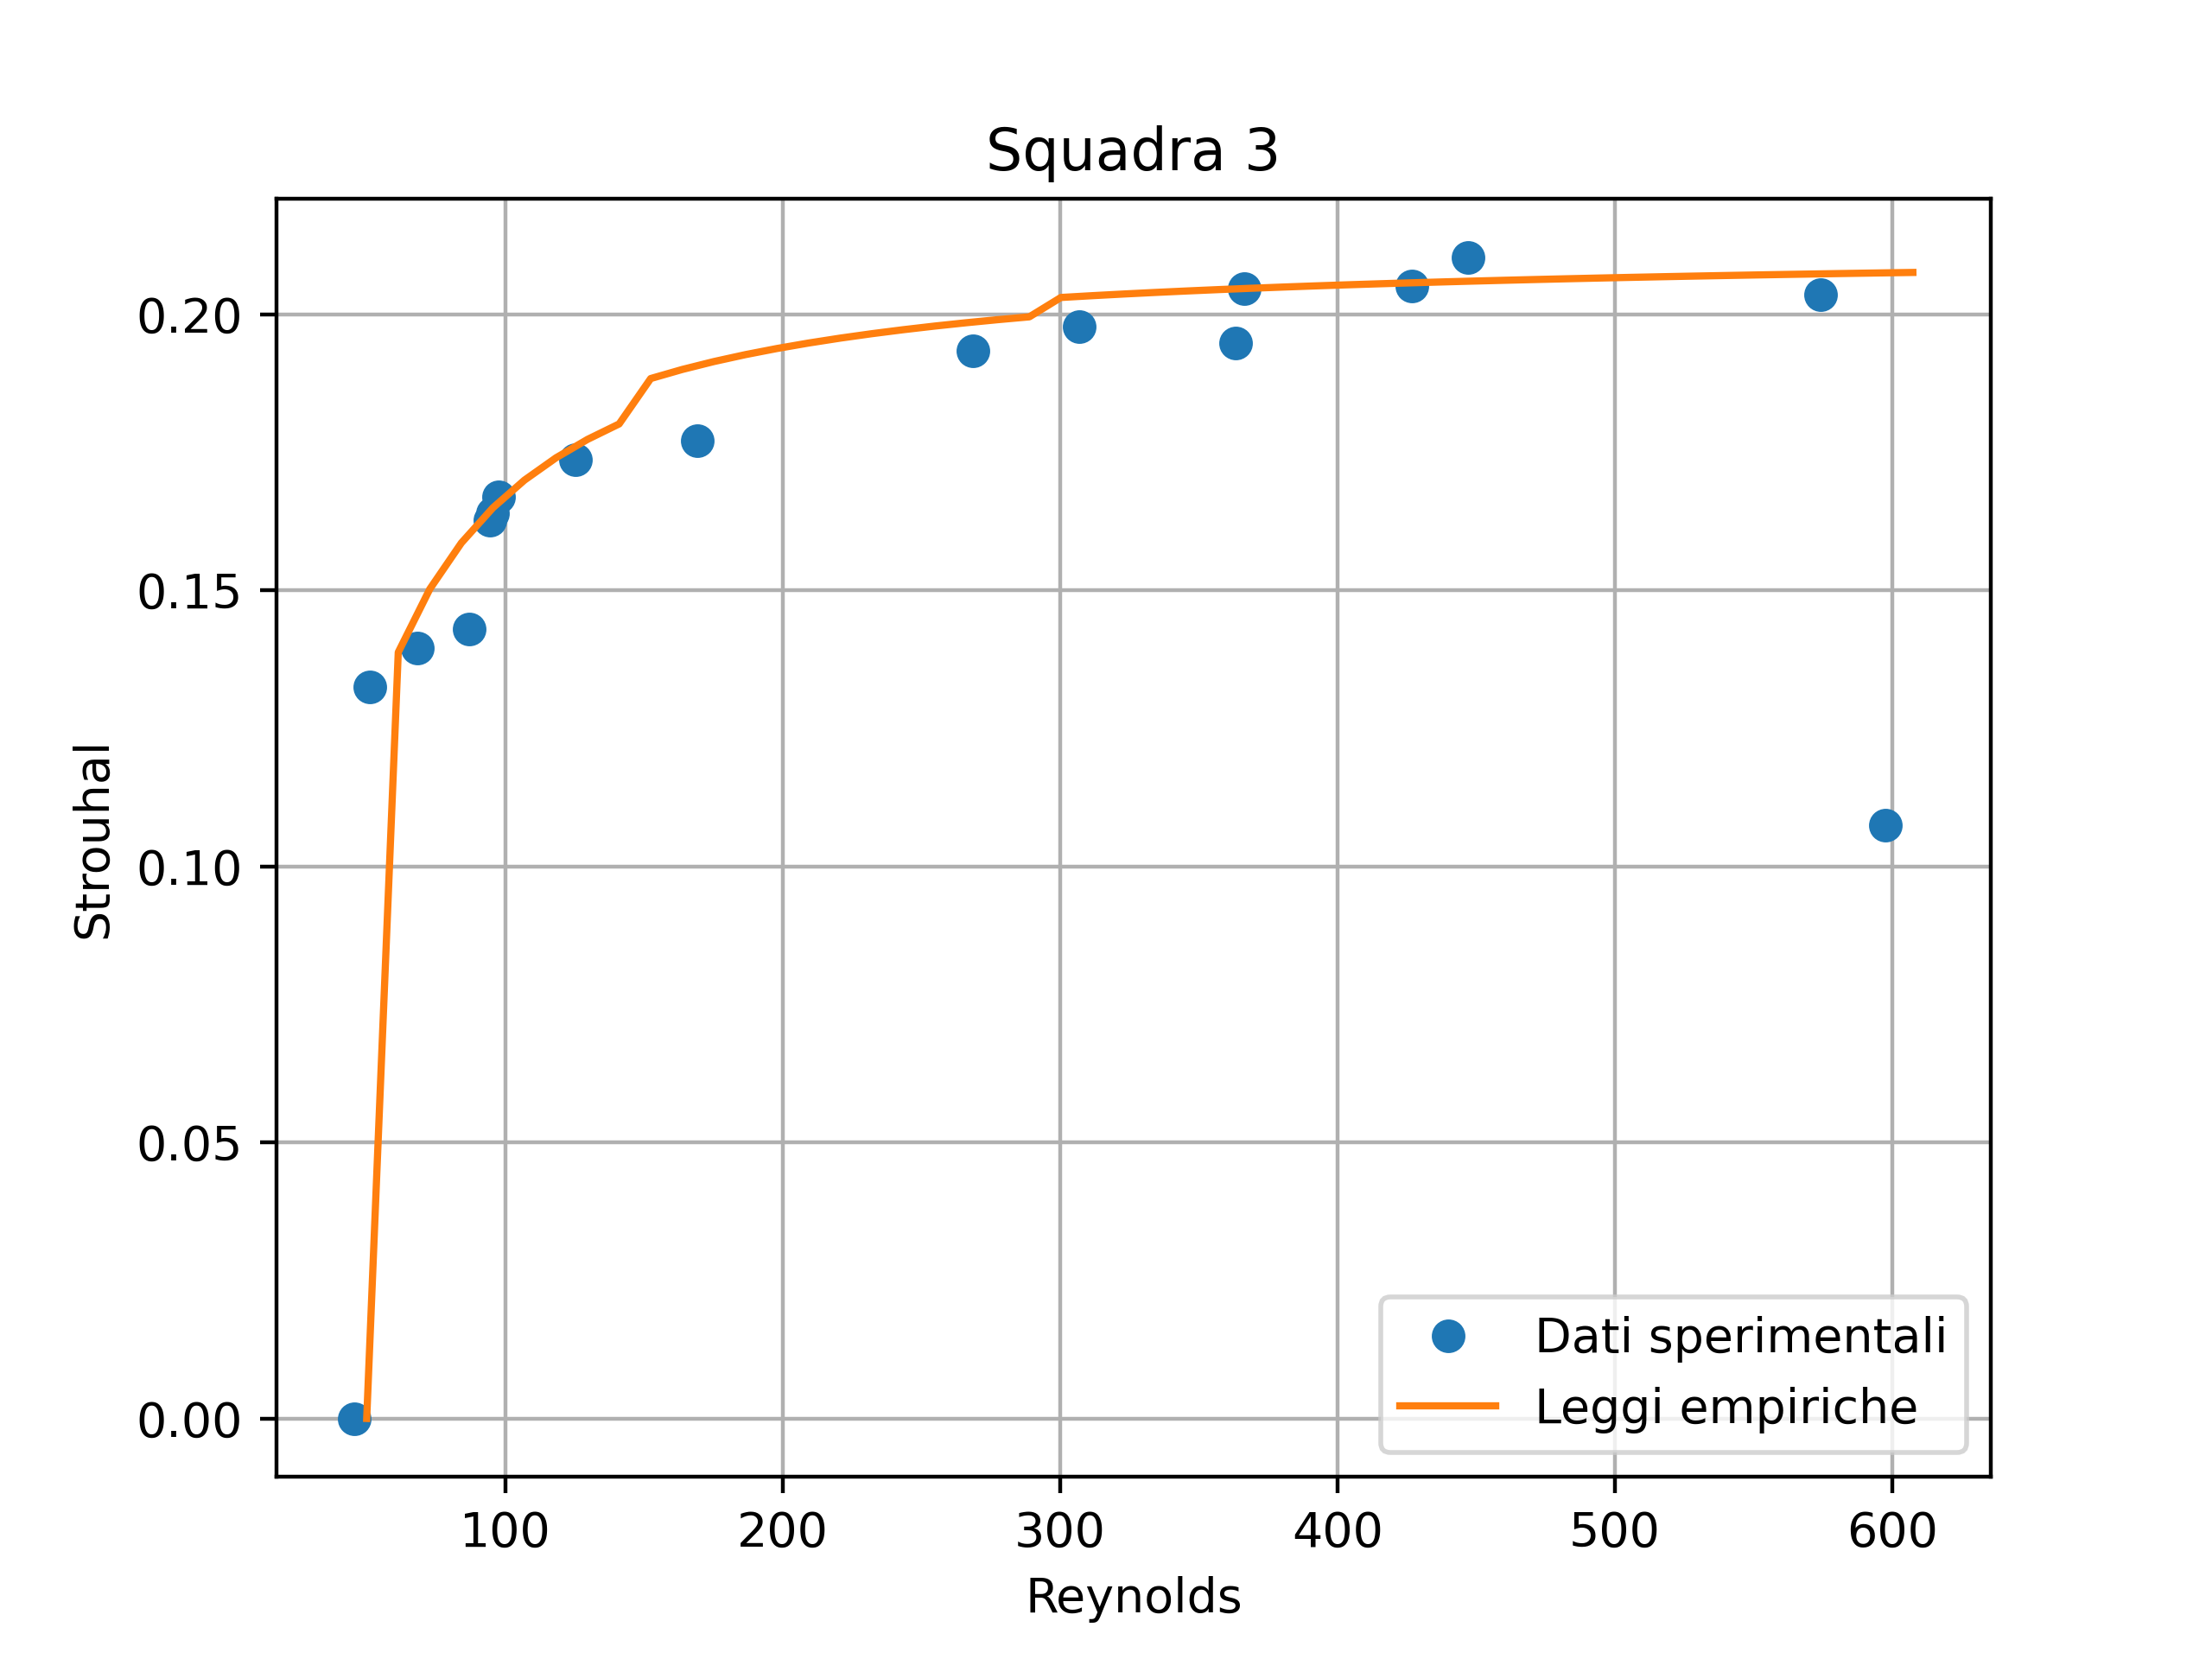 Squadra 3
0.20
0.15
0.10
0.05
0.00
Strouhal
Dati sperimentali
Leggi empiriche
100 200 300 400 500 600
Reynolds